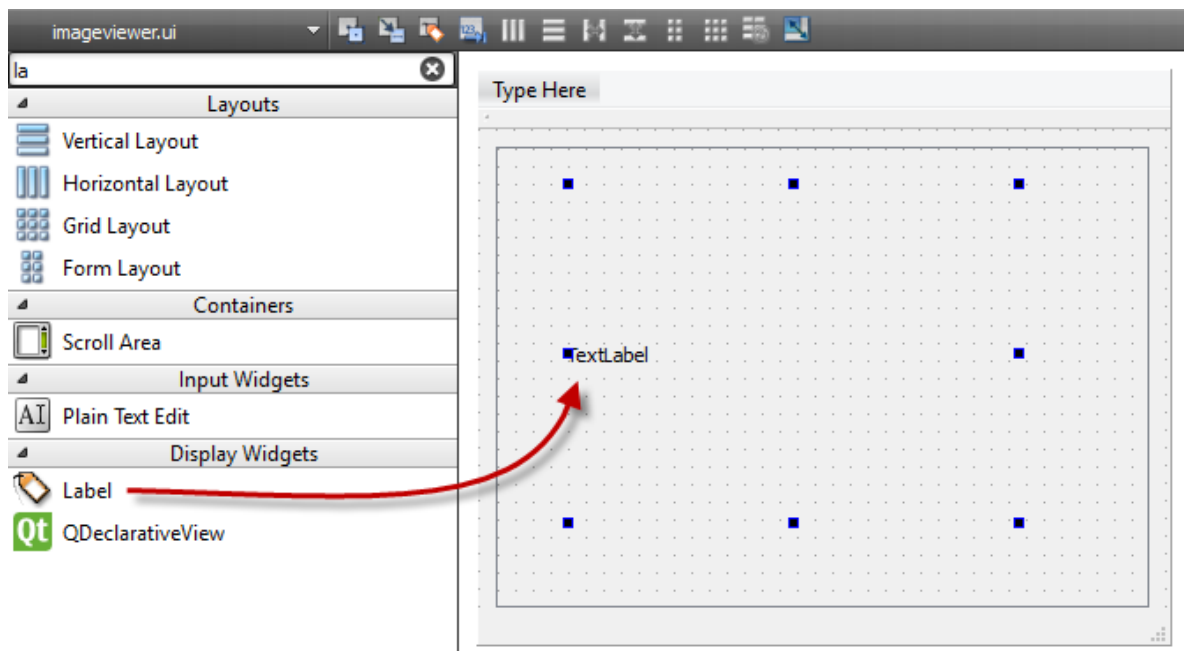 imageviewer.ui
la
Layouts
Vertical Layout
Horizontal Layout
Grid Layout
Form Layout
Containers
Scroll Area
Input Widgets
AI Plain Text Edit
Display Widgets
Label
Qt QDeclarativeView
Type Here
TextLabel